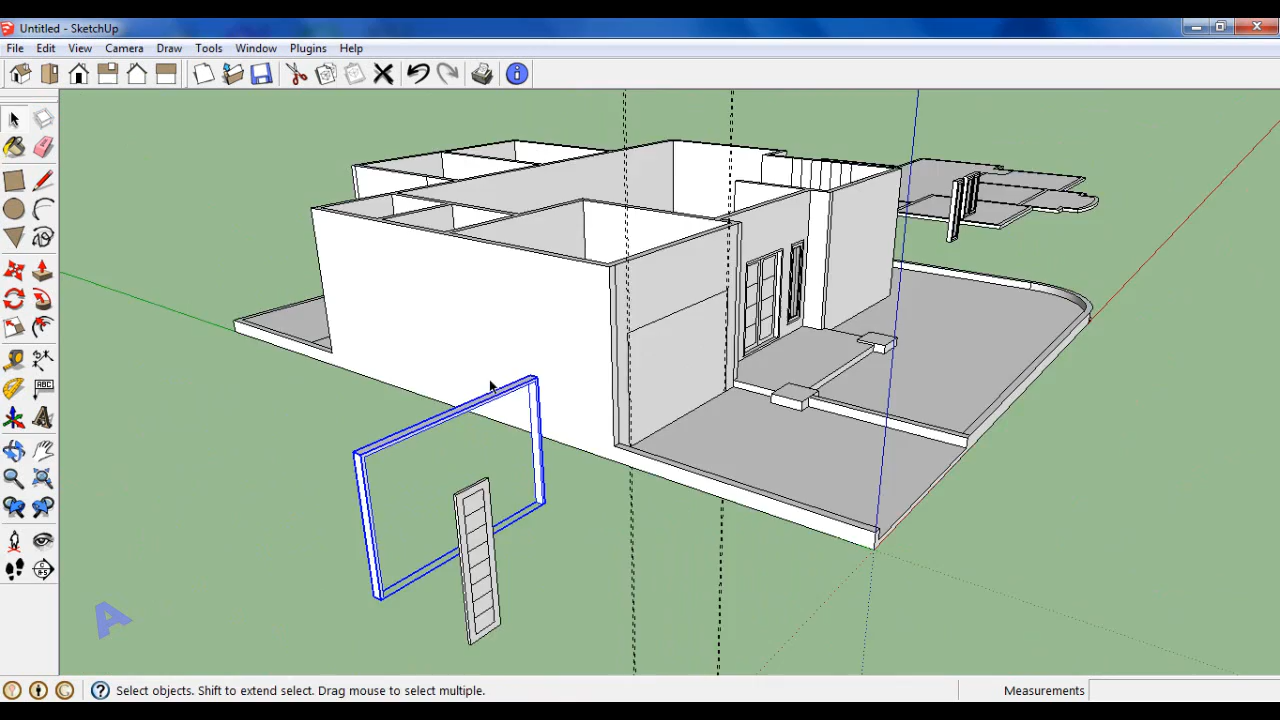 Untitled - SketchUp
File Edit View Camera Draw Tools Window Plugins Help
ABC
A
A
Select objects. Shift to extend select. Drag mouse to select multiple.
Measurements